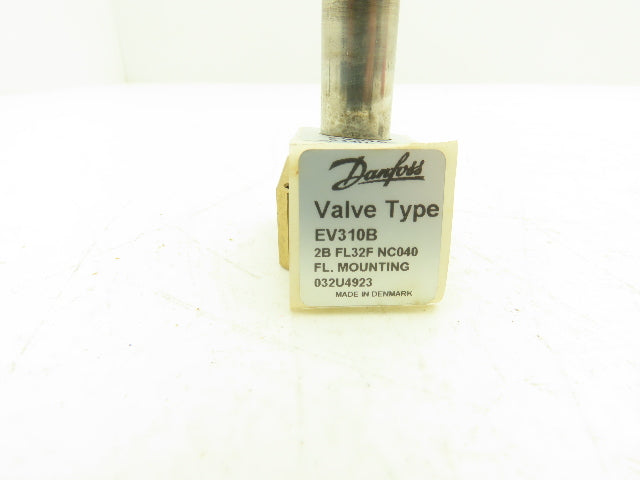 Danfoss
Valve Type
EV310B
2B FL32F NC040
FL. MOUNTING
032U4923
MADE IN DENMARK